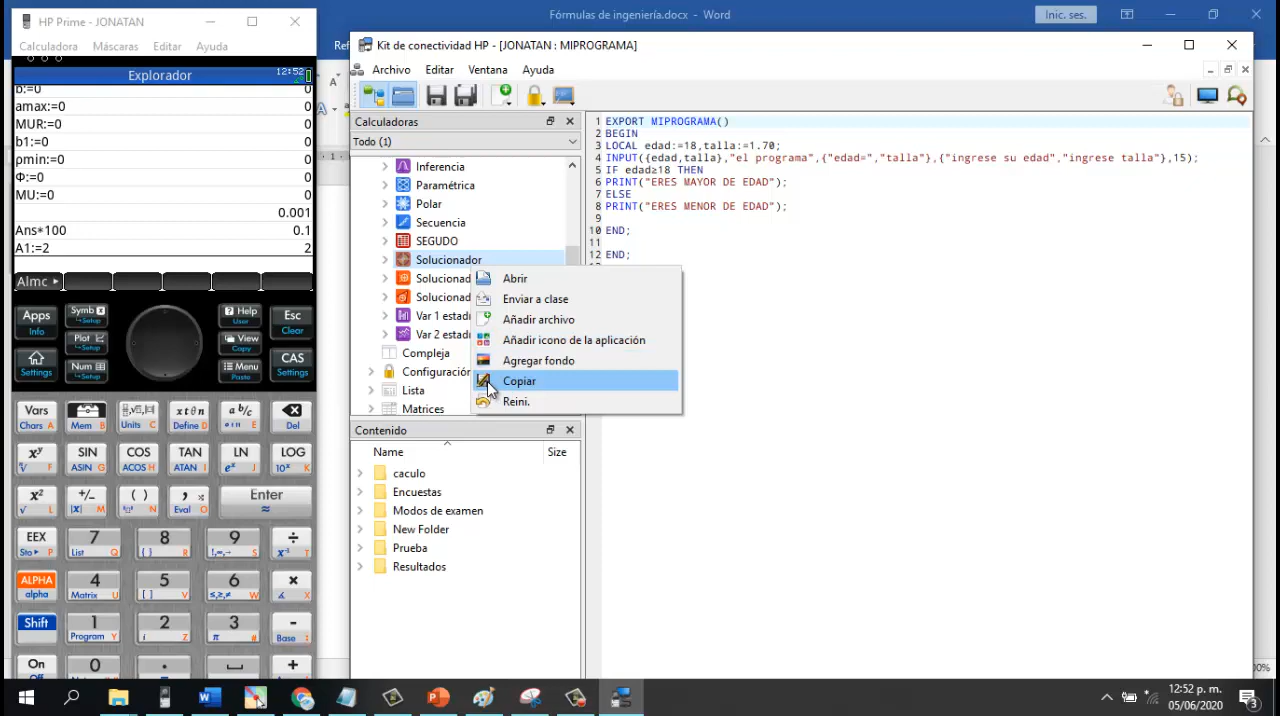 Fórmulas de ingeniería.docx - Word
Inic. ses.
HP Prime - JONATAN
Calculadora Máscaras Editar Ayuda
Explorador
12:52
b:=0
0
amax:=0
0
MUR:=0
0
b1:=0
0
ρmin:=0
0
Φ:=0
0
MU:=0
0
0.001
Ans*100
0.1
A1:=2
2
Almc ▸
Apps
Info
Symb
Setup
Plot
Setup
Num
Setup
Settings
Help
User
View
Copy
Menu
Paste
Esc
Clear
CAS
Settings
Vars
Chars A
Mem B
Units C
x t θ n
Define D
a b/c
E
Del
SIN
ASIN G
COS
ACOS H
TAN
ATAN I
LN
LOG
Eval O
Enter
≈
EEX
Sto ▸ P
7
List Q
8
{ } R
9
÷
ALPHA
alpha
4
Matrix U
5
[ ] V
6
≤,≥,≠ W
×
Shift
1
Program Y
2
i Z
3
π #
-
Base :
On
0
.
+
Ref
Kit de conectividad HP - [JONATAN : MIPROGRAMA]
Archivo Editar Ventana Ayuda
Calculadoras
Todo (1)
Inferencia
Paramétrica
Polar
Secuencia
SEGUDO
Solucionador
Solucionad
Solucionad
Var 1 estad
Var 2 estad
Compleja
Configuración
Lista
Matrices
Abrir
Enviar a clase
Añadir archivo
Añadir icono de la aplicación
Agregar fondo
Copiar
Reini.
Contenido
Name Size
caculo
Encuestas
Modos de examen
New Folder
Prueba
Resultados
1 EXPORT MIPROGRAMA()
2 BEGIN
3 LOCAL edad:=18,talla:=1.70;
4 INPUT({edad,talla},"el programa",{"edad=","talla"},{"ingrese su edad","ingrese talla"},15);
5 IF edad≥18 THEN
6 PRINT("ERES MAYOR DE EDAD");
7 ELSE
8 PRINT("ERES MENOR DE EDAD");
9
10 END;
11
12 END;
12:52 p. m.
05/06/2020
3